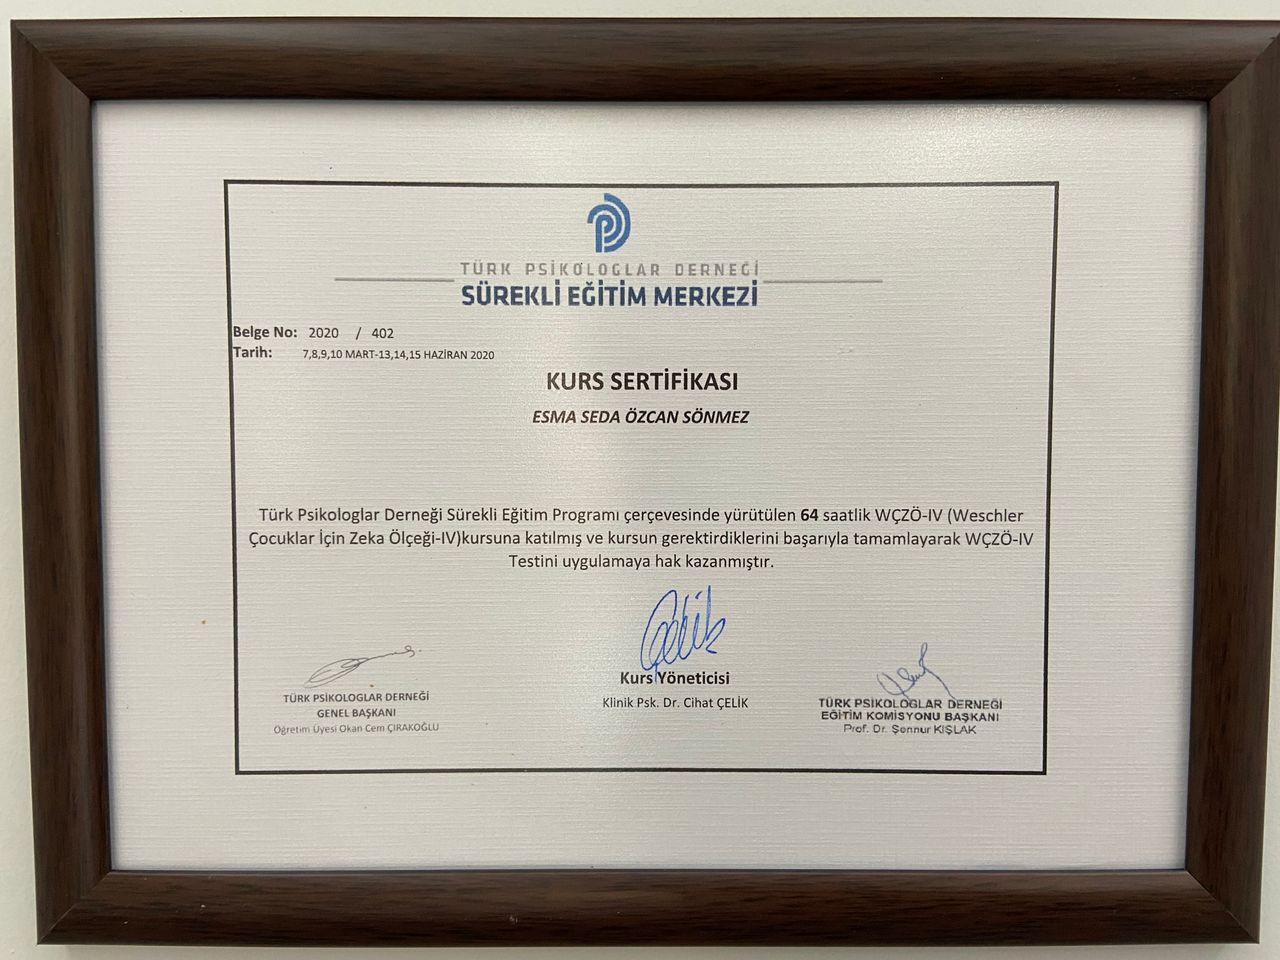 TÜRK PSİKOLOGLAR DERNEĞİ
SÜREKLİ EĞİTİM MERKEZİ
Belge No: 2020 / 402
Tarih: 7,8,9,10 MART-13,14,15 HAZİRAN 2020
KURS SERTİFİKASI
ESMA SEDA ÖZCAN SÖNMEZ
Türk Psikologlar Derneği Sürekli Eğitim Programı çerçevesinde yürütülen 64 saatlik WÇZÖ-IV (Weschler
Çocuklar İçin Zeka Ölçeği-IV)kursuna katılmış ve kursun gerektirdiklerini başarıyla tamamlayarak WÇZÖ-IV
Testini uygulamaya hak kazanmıştır.
Çelik
TÜRK PSİKOLOGLAR DERNEĞİ
GENEL BAŞKANI
Öğretim Üyesi Okan Cem ÇIRAKOĞLU
Kurs Yöneticisi
Klinik Psk. Dr. Cihat ÇELİK
TÜRK PSİKOLOGLAR DERNEĞİ
EĞİTİM KOMİSYONU BAŞKANI
Prof. Dr. Şennur KIŞLAK